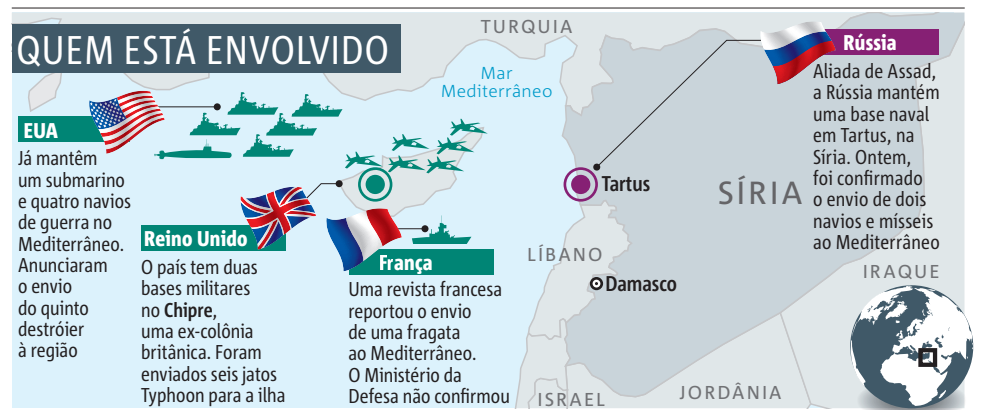 QUEM ESTÁ ENVOLVIDO
TURQUIA
Mar
Mediterrâneo
EUA
Já mantêm
um submarino
e quatro navios
de guerra no
Mediterrâneo.
Anunciaram
o envio
do quinto
destróier
à região
Reino Unido
O país tem duas
bases militares
no Chipre,
uma ex-colônia
britânica. Foram
enviados seis jatos
Typhoon para a ilha
França
Uma revista francesa
reportou o envio
de uma fragata
ao Mediterrâneo.
O Ministério da
Defesa não confirmou
Rússia
Aliada de Assad,
a Rússia mantém
uma base naval
em Tartus, na
Síria. Ontem,
foi confirmado
o envio de dois
navios e mísseis
ao Mediterrâneo
Tartus
SÍRIA
LÍBANO
Damasco
IRAQUE
ISRAEL
JORDÂNIA